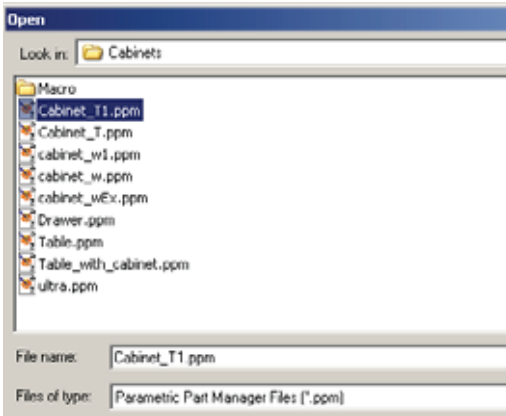 Open
Look in: Cabinets
Macro
Cabinet_T1.ppm
Cabinet_T.ppm
cabinet_w1.ppm
cabinet_w.ppm
cabinet_wEx.ppm
Drawer.ppm
Table.ppm
Table_with_cabinet.ppm
ultra.ppm
File name: Cabinet_T1.ppm
Files of type: Parametric Part Manager Files (*.ppm)